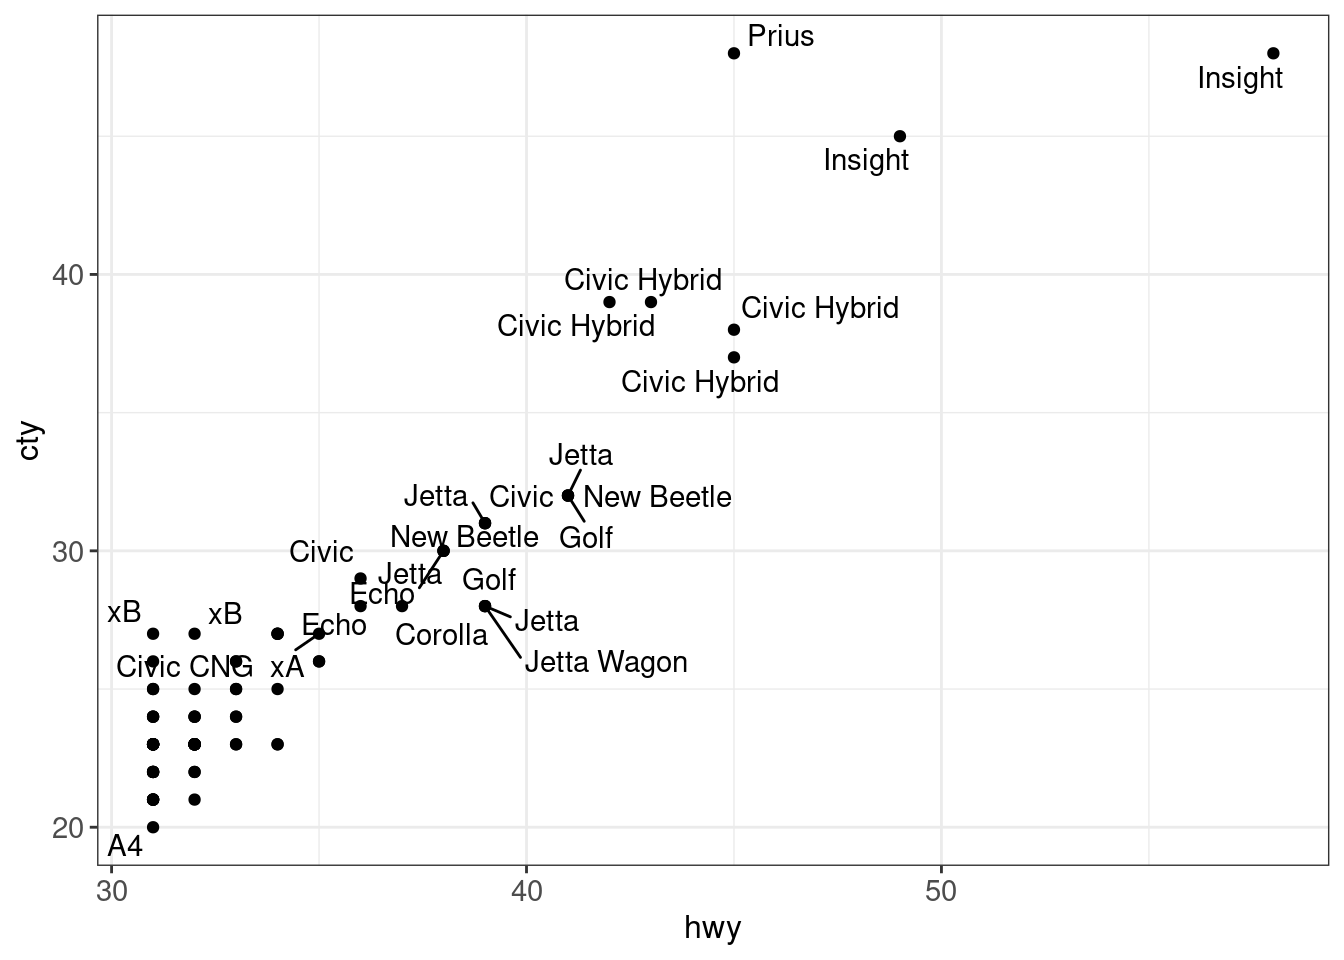 Prius
Insight
Insight
40
Civic Hybrid
Civic Hybrid
Civic Hybrid
Civic Hybrid
cty
Jetta
Jetta
Civic
New Beetle
New Beetle
Golf
30
Civic
Jetta
Golf
Echo
xB
xB
Echo
Jetta
Corolla
Civic CNG
xA
Jetta Wagon
20
A4
30
40
50
hwy